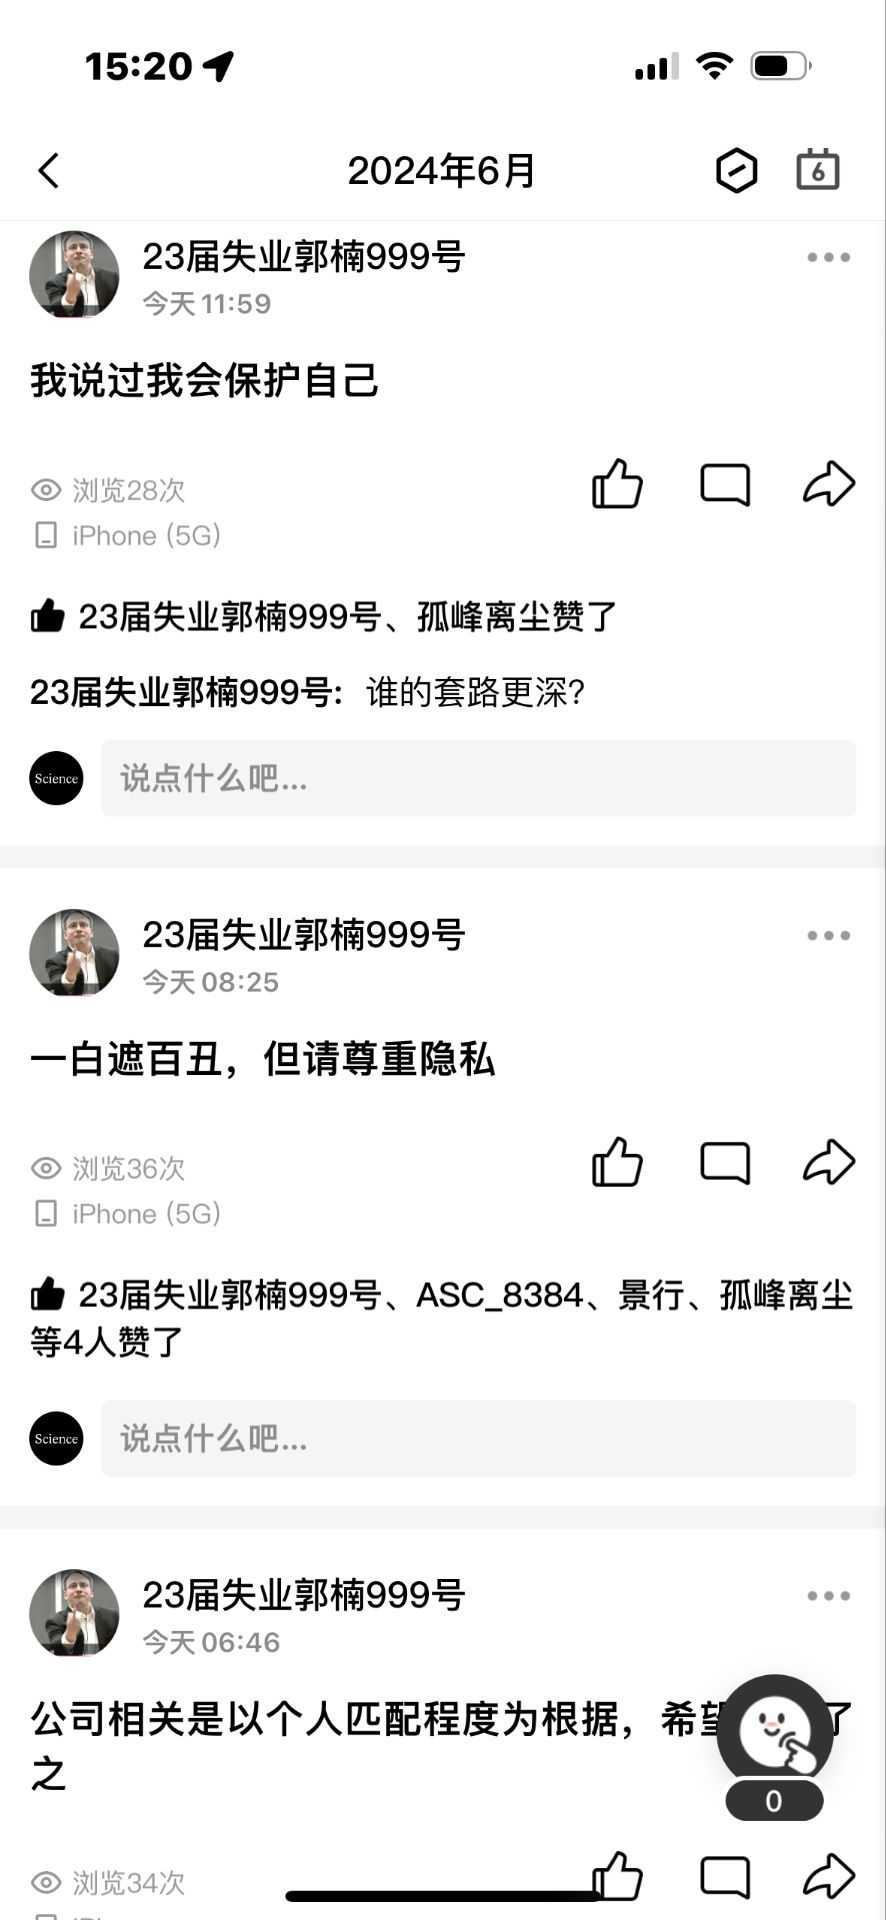 15:20
2024年6月
6
23届失业郭楠999号
今天 11:59
我说过我会保护自己
浏览28次
iPhone (5G)
23届失业郭楠999号、孤峰离尘赞了
23届失业郭楠999号: 谁的套路更深?
Science 说点什么吧...
23届失业郭楠999号
今天 08:25
一白遮百丑，但请尊重隐私
浏览36次
iPhone (5G)
23届失业郭楠999号、ASC_8384、景行、孤峰离尘
等4人赞了
Science 说点什么吧...
23届失业郭楠999号
今天 06:46
公司相关是以个人匹配程度为根据，希望 了
之
0
浏览34次